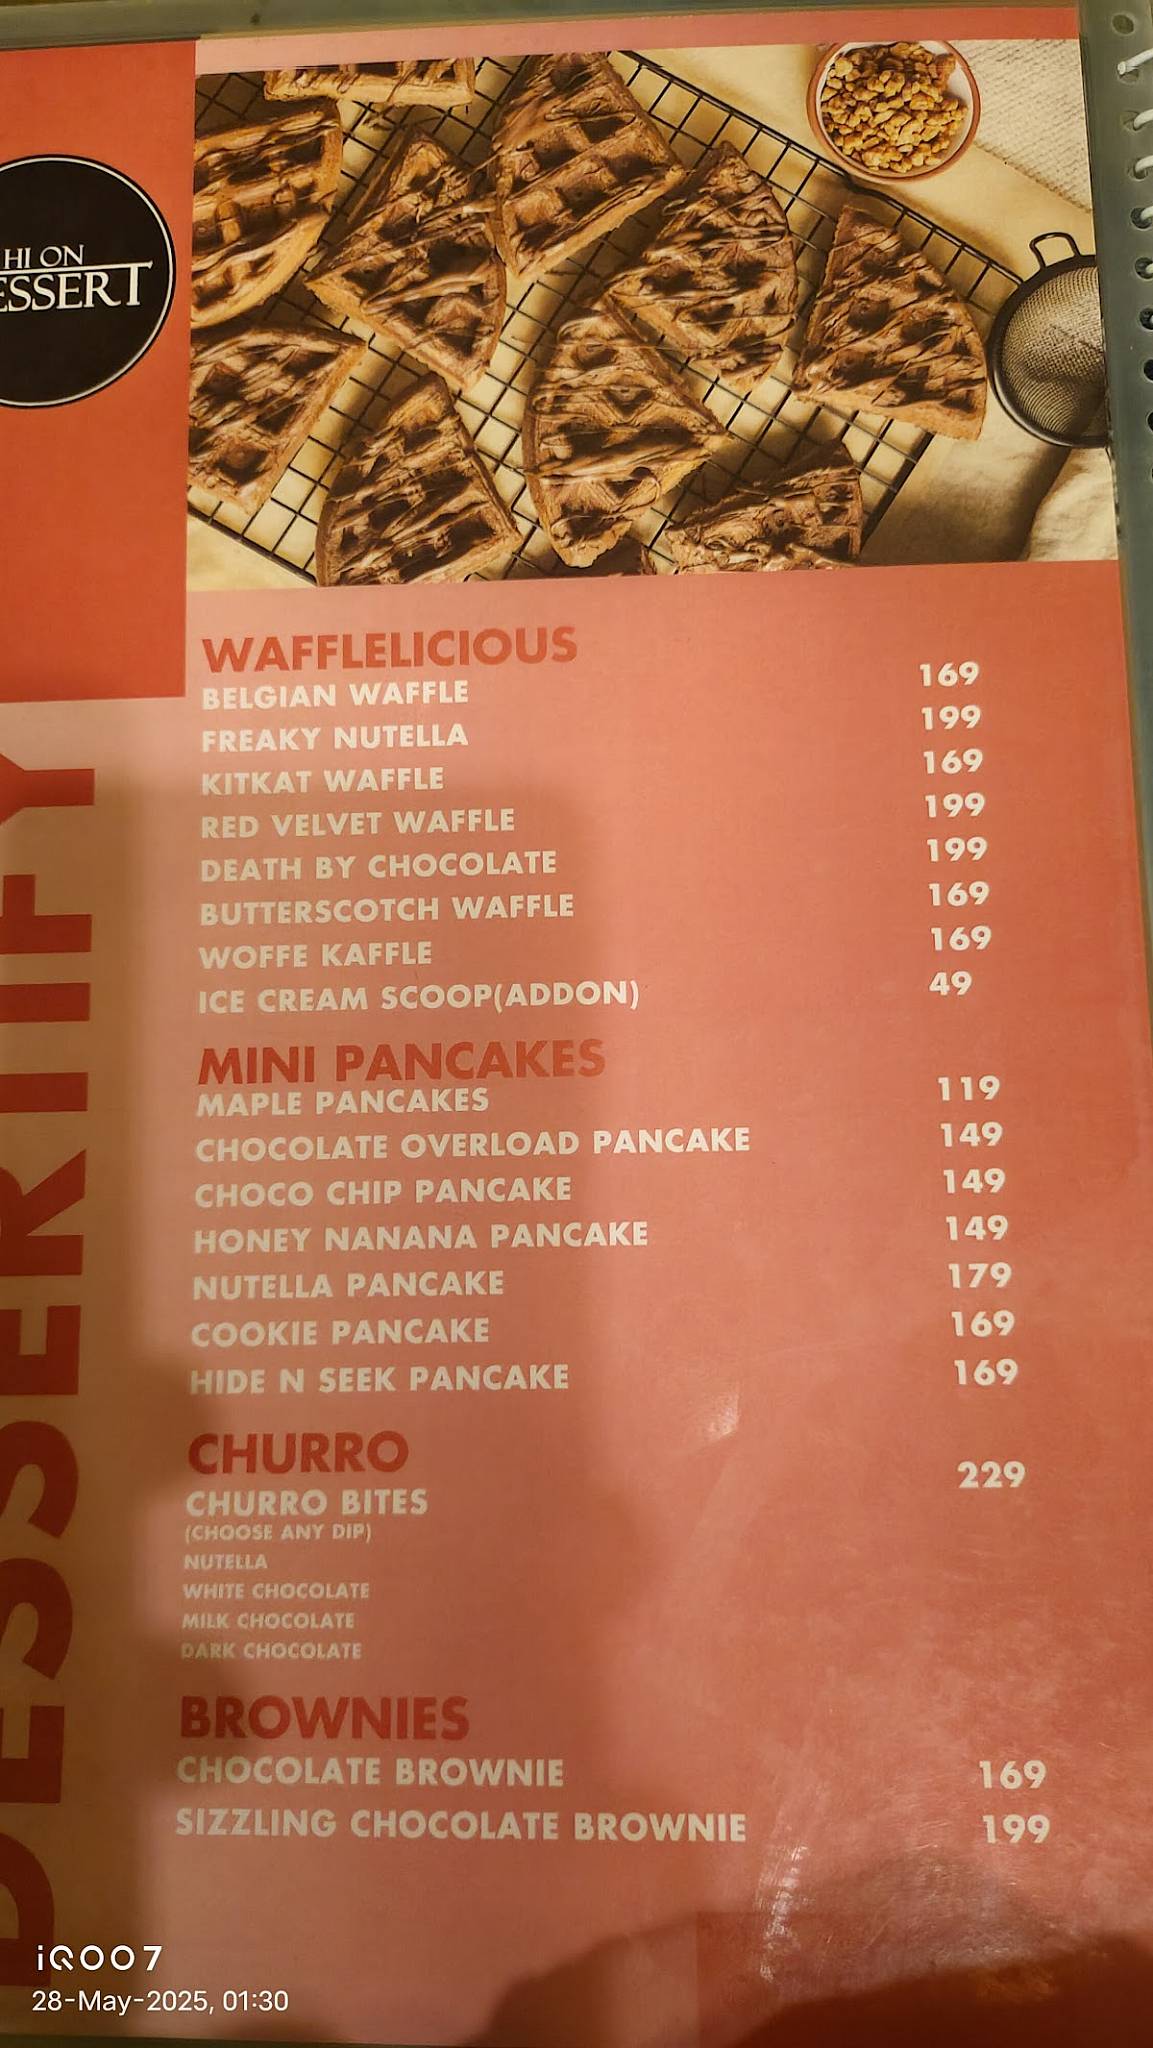 HI ON
ESSERT
DESSERTIFY
WAFFLELICIOUS
BELGIAN WAFFLE 169
FREAKY NUTELLA 199
KITKAT WAFFLE 169
RED VELVET WAFFLE 199
DEATH BY CHOCOLATE 199
BUTTERSCOTCH WAFFLE 169
WOFFE KAFFLE 169
ICE CREAM SCOOP(ADDON) 49
MINI PANCAKES
MAPLE PANCAKES 119
CHOCOLATE OVERLOAD PANCAKE 149
CHOCO CHIP PANCAKE 149
HONEY NANANA PANCAKE 149
NUTELLA PANCAKE 179
COOKIE PANCAKE 169
HIDE N SEEK PANCAKE 169
CHURRO
CHURRO BITES 229
(CHOOSE ANY DIP)
NUTELLA
WHITE CHOCOLATE
MILK CHOCOLATE
DARK CHOCOLATE
BROWNIES
CHOCOLATE BROWNIE 169
SIZZLING CHOCOLATE BROWNIE 199
iQOO 7
28-May-2025, 01:30